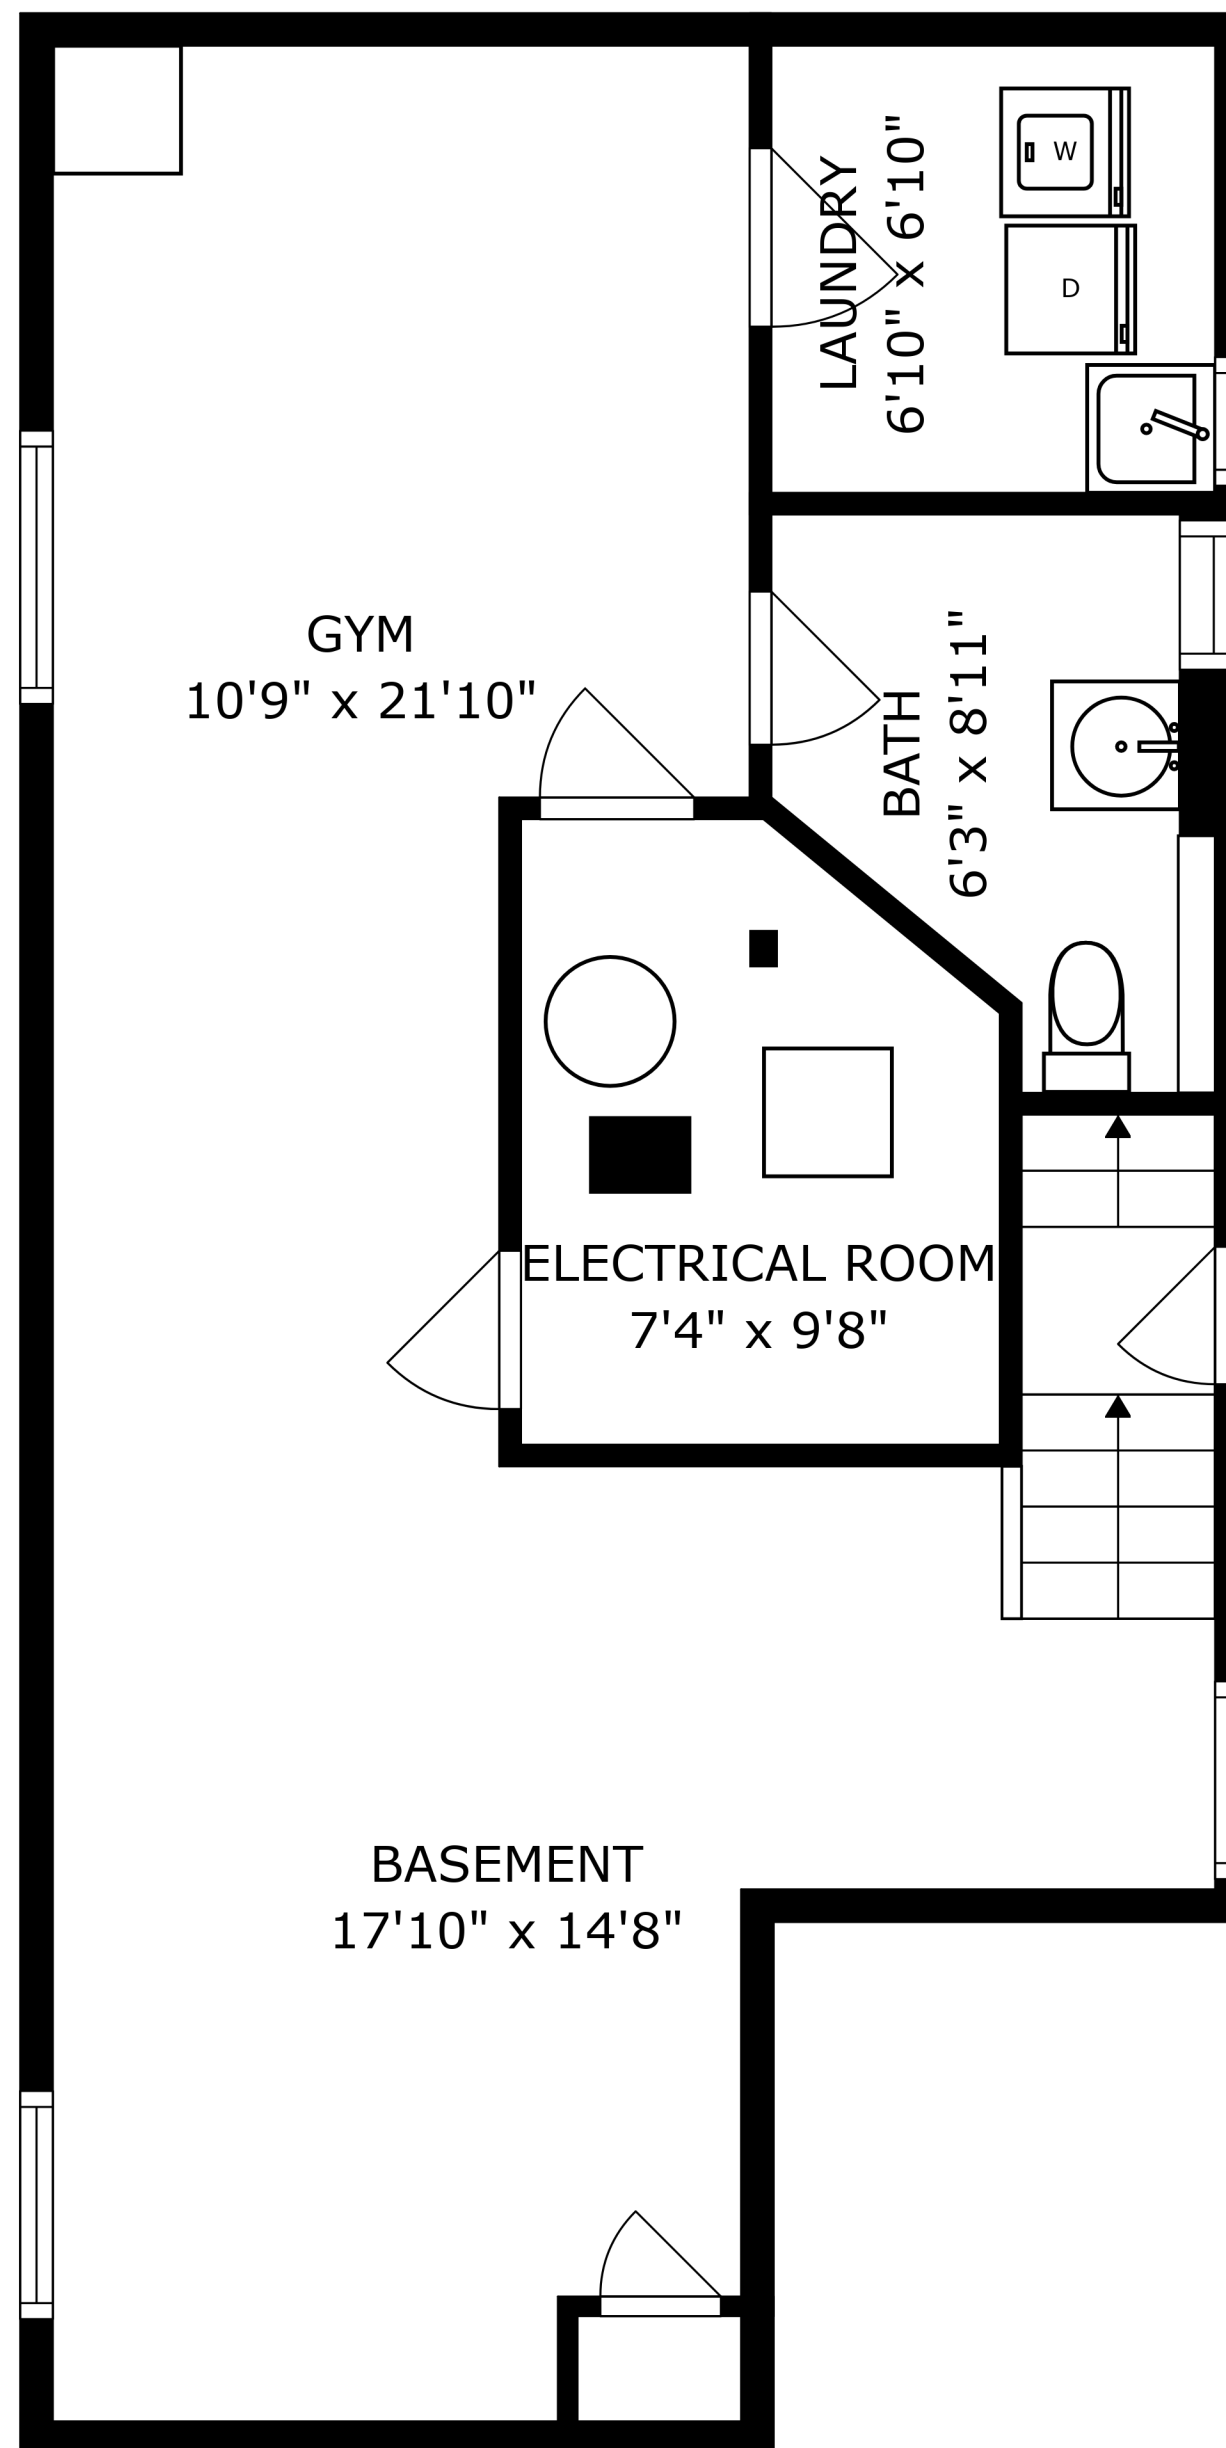 W
LAUNDRY
6'10" x 6'10"
D
GYM
10'9" x 21'10"
BATH
6'3" x 8'11"
ELECTRICAL ROOM
7'4" x 9'8"
BASEMENT
17'10" x 14'8"